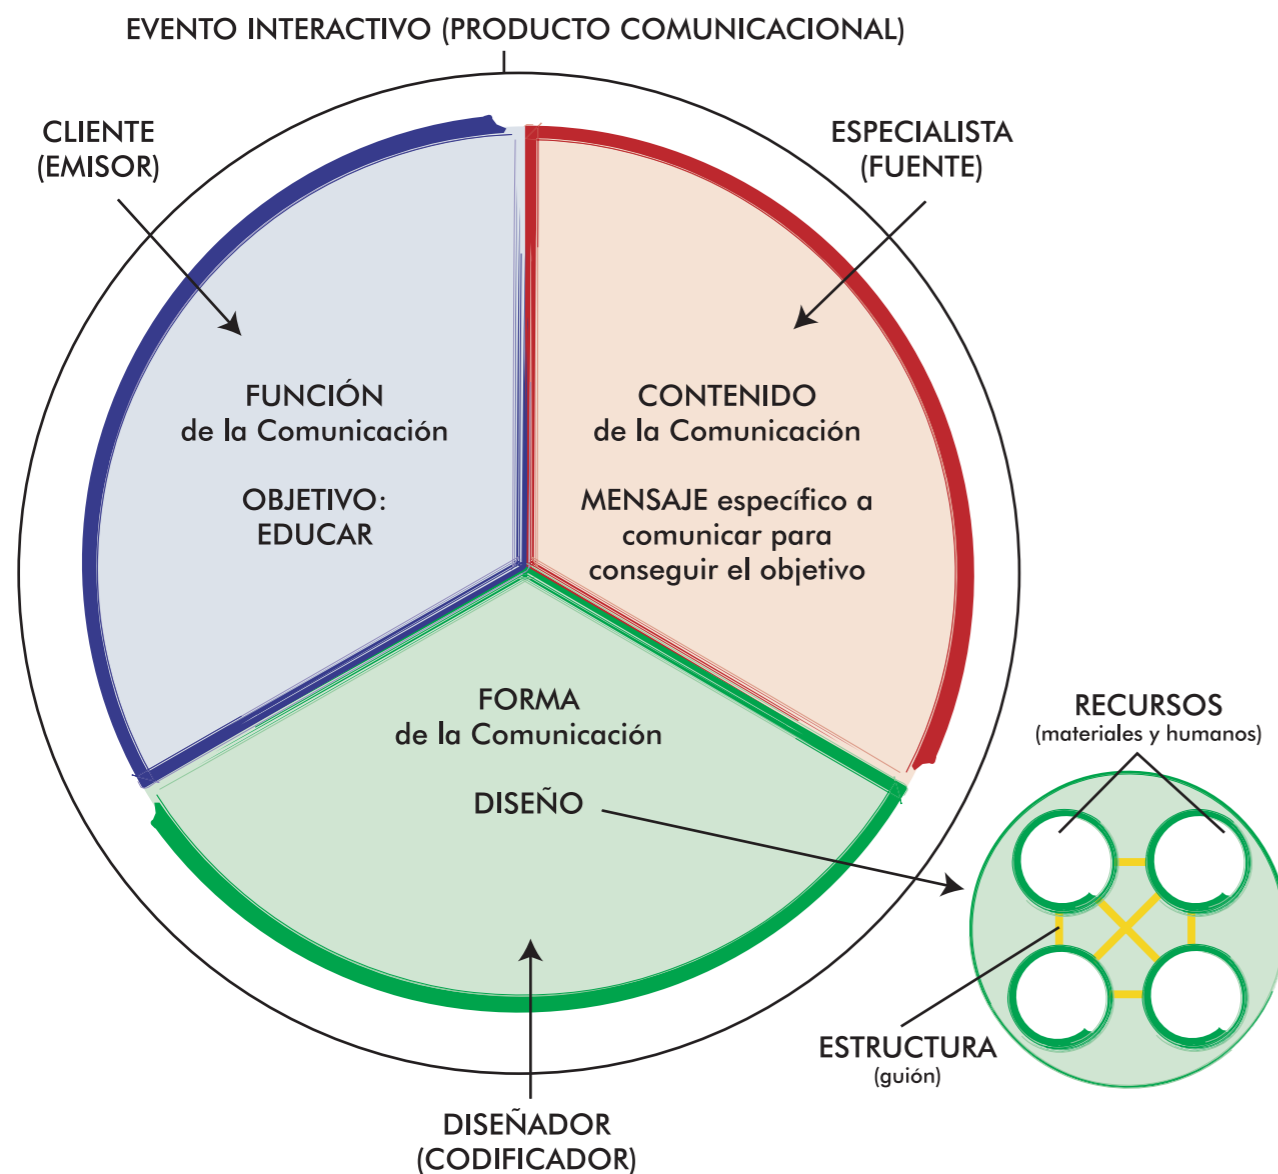 EVENTO INTERACTIVO (PRODUCTO COMUNICACIONAL)
CLIENTE
(EMISOR)
ESPECIALISTA
(FUENTE)
FUNCIÓN
de la Comunicación
OBJETIVO:
EDUCAR
CONTENIDO
de la Comunicación
MENSAJE específico a
comunicar para
conseguir el objetivo
FORMA
de la Comunicación
DISEÑO
RECURSOS
(materiales y humanos)
ESTRUCTURA
(guión)
DISEÑADOR
(CODIFICADOR)